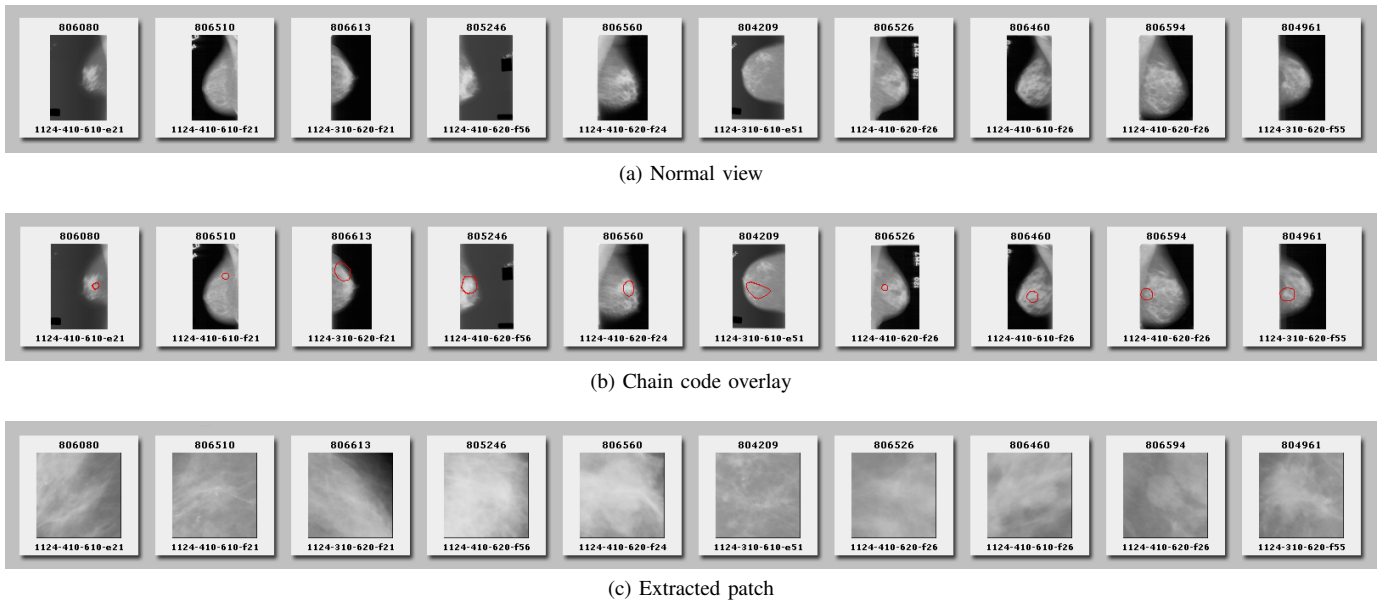 806080 806510 806613 805246 806560 804209 806526 806460 806594 804961
1124-410-610-e21 1124-410-610-f21 1124-310-620-f21 1124-410-620-f56 1124-410-620-f24 1124-310-610-e51 1124-410-620-f26 1124-410-610-f26 1124-410-620-f26 1124-310-620-f55
(a) Normal view
806080 806510 806613 805246 806560 804209 806526 806460 806594 804961
1124-410-610-e21 1124-410-610-f21 1124-310-620-f21 1124-410-620-f56 1124-410-620-f24 1124-310-610-e51 1124-410-620-f26 1124-410-610-f26 1124-410-620-f26 1124-310-620-f55
(b) Chain code overlay
806080 806510 806613 805246 806560 804209 806526 806460 806594 804961
1124-410-610-e21 1124-410-610-f21 1124-310-620-f21 1124-410-620-f56 1124-410-620-f24 1124-310-610-e51 1124-410-620-f26 1124-410-610-f26 1124-410-620-f26 1124-310-620-f55
(c) Extracted patch